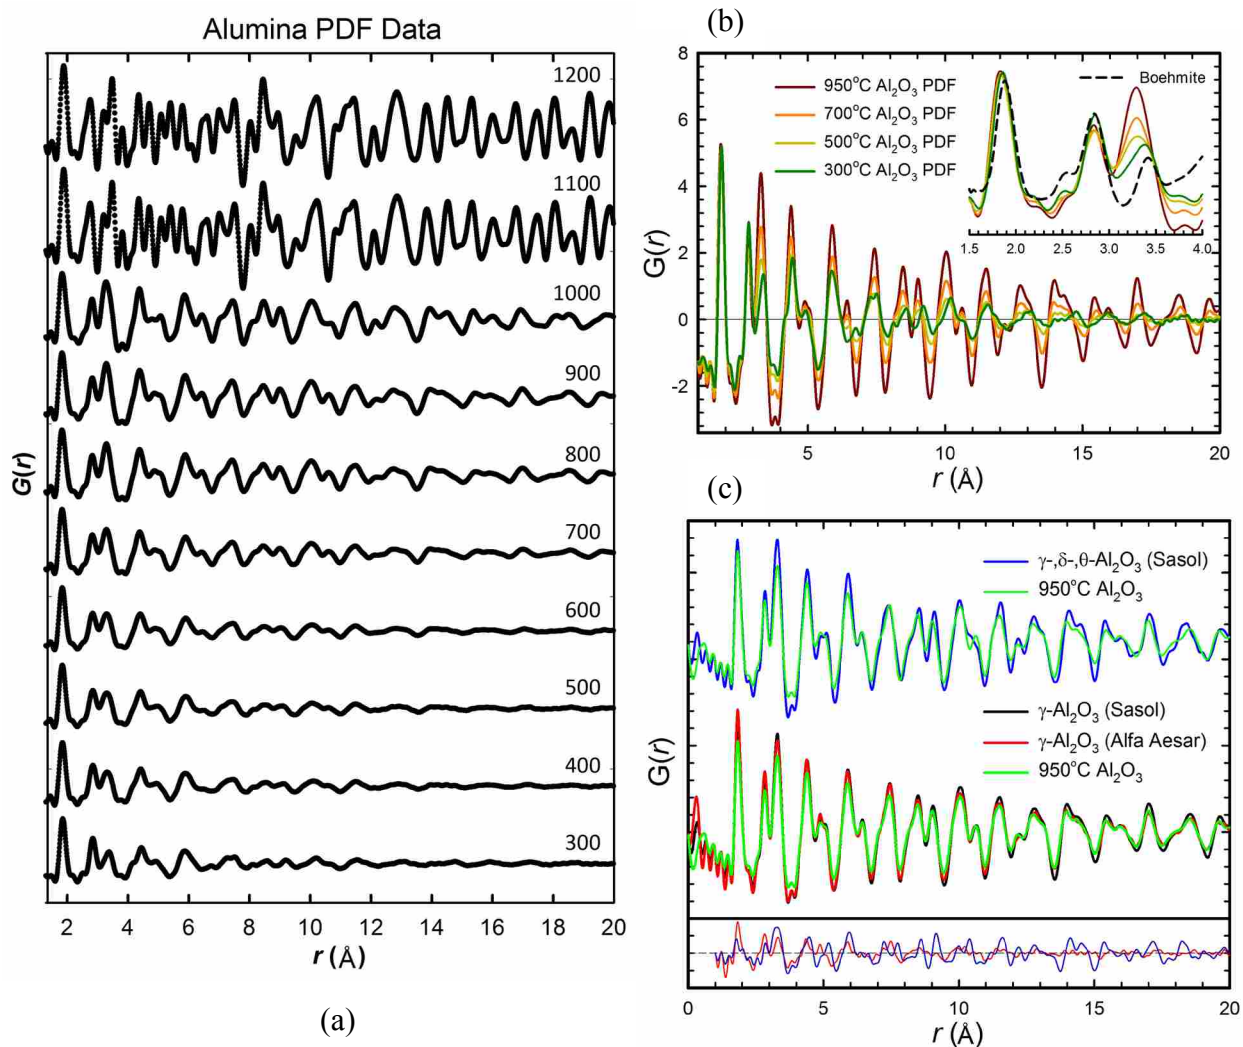 Alumina PDF Data
1200
1100
1000
900
800
700
600
500
400
300
G(r)
2 4 6 8 10 12 14 16 18 20
r (Å)
(a)
(b)
8
6
4
2
0
-2
G(r)
950°C Al₂O₃ PDF
700°C Al₂O₃ PDF
500°C Al₂O₃ PDF
300°C Al₂O₃ PDF
Boehmite
1.5 2.0 2.5 3.0 3.5 4.0
5 10 15 20
r (Å)
(c)
γ-,δ-,θ-Al₂O₃ (Sasol)
950°C Al₂O₃
γ-Al₂O₃ (Sasol)
γ-Al₂O₃ (Alfa Aesar)
950°C Al₂O₃
G(r)
0 5 10 15 20
r (Å)